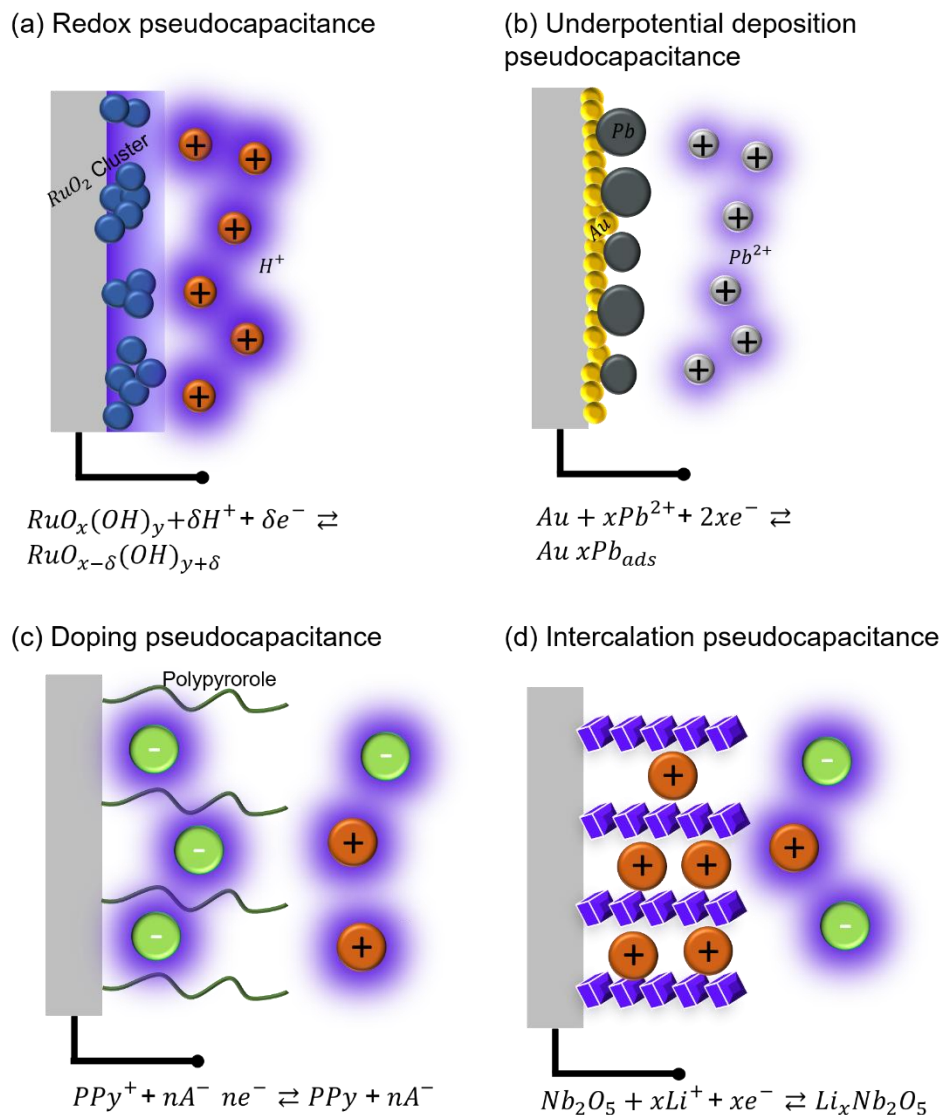 (a) Redox pseudocapacitance
(b) Underpotential deposition
pseudocapacitance
RuO₂ Cluster
+
+
+
H⁺
+
+
+
Pb
Au
+
+
+
Pb²⁺
+
+
+
RuOₓ(OH)ᵧ+δH⁺ + δe⁻ ⇄
RuOₓ₋δ(OH)ᵧ₊δ
Au + xPb²⁺+ 2xe⁻ ⇄
Au xPb_ads
(c) Doping pseudocapacitance
Polypyrorole
-
-
+
-
-
+
(d) Intercalation pseudocapacitance
+
-
+
+
+
+
+
-
PPy⁺ + nA⁻ ne⁻ ⇄ PPy + nA⁻
Nb₂O₅ + xLi⁺ + xe⁻ ⇄ LiₓNb₂O₅